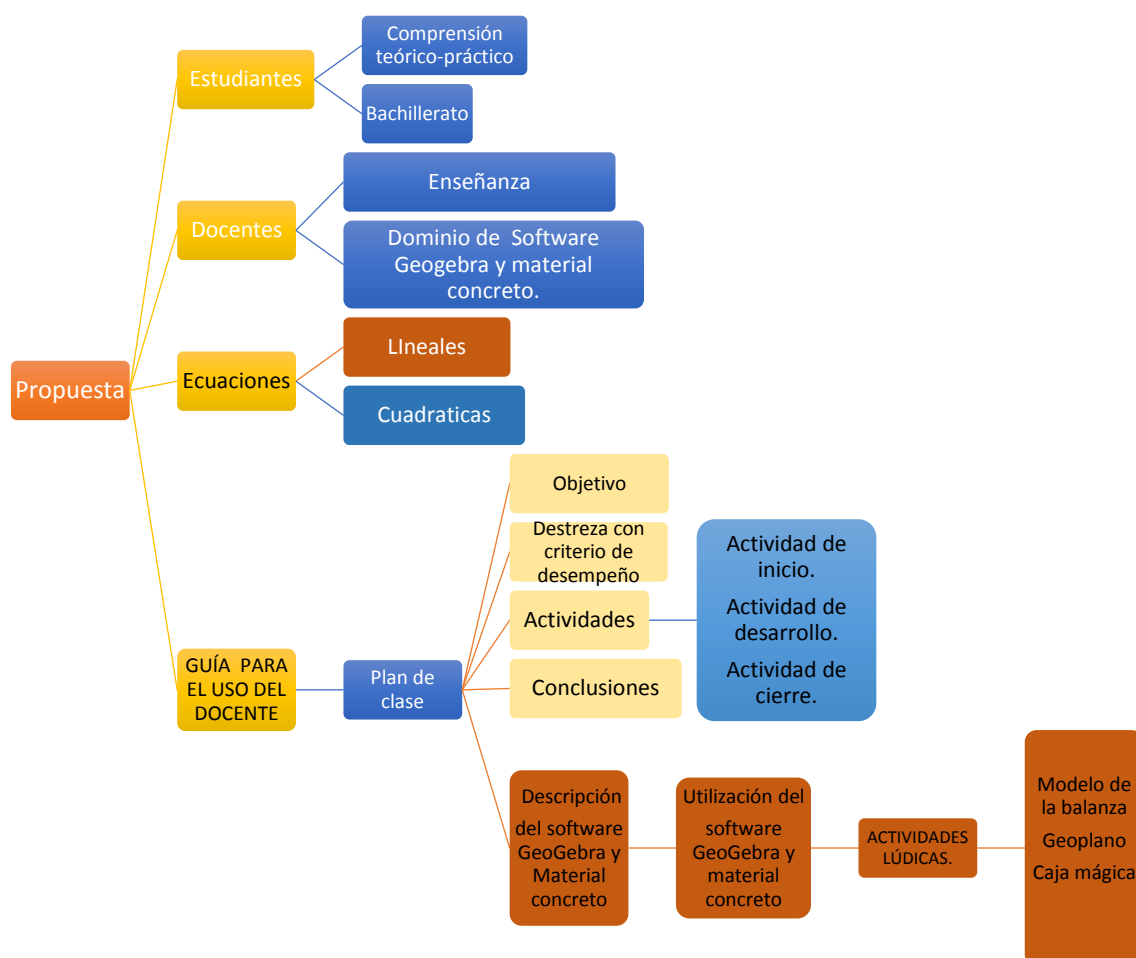 Propuesta
Estudiantes
Comprensión
teórico-práctico
Bachillerato
Docentes
Enseñanza
Dominio de Software
Geogebra y material
concreto.
Ecuaciones
LIneales
Cuadraticas
GUÍA PARA
EL USO DEL
DOCENTE
Plan de
clase
Objetivo
Destreza con
criterio de
desempeño
Actividades
Actividad de
inicio.
Actividad de
desarrollo.
Actividad de
cierre.
Conclusiones
Descripción
del software
GeoGebra y
Material
concreto
Utilización del
software
GeoGebra y
material
concreto
ACTIVIDADES
LÚDICAS.
Modelo de
la balanza
Geoplano
Caja mágica